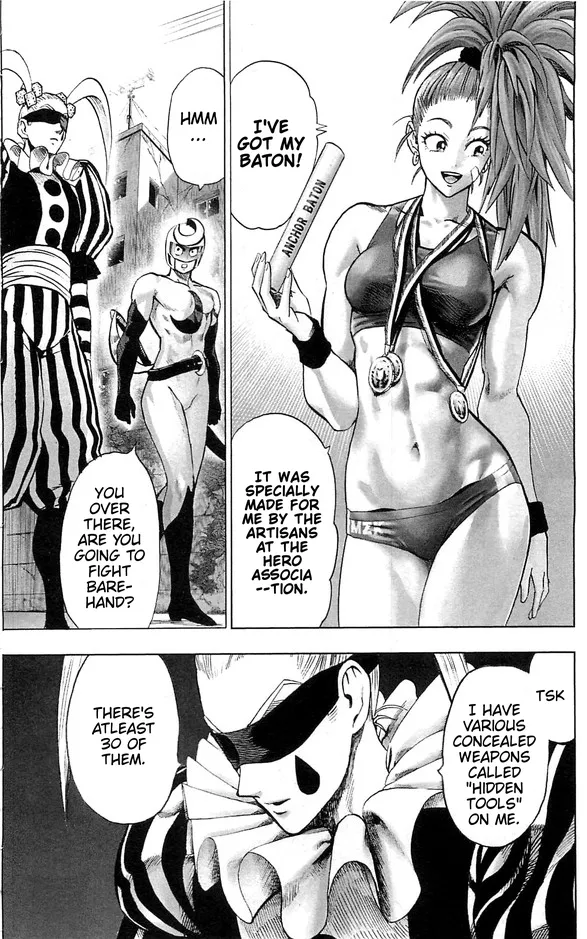 I'VE
GOT MY
BATON!
ANCHOR BATON
IT WAS
SPECIALLY
MADE FOR
ME BY THE
ARTISANS
AT THE
HERO
ASSOCIA
--TION.
HMM
...
YOU
OVER
THERE,
ARE YOU
GOING TO
FIGHT
BARE-
HAND?
TSK
I HAVE
VARIOUS
CONCEALED
WEAPONS
CALLED
"HIDDEN
TOOLS"
ON ME.
THERE'S
ATLEAST
30 OF
THEM.